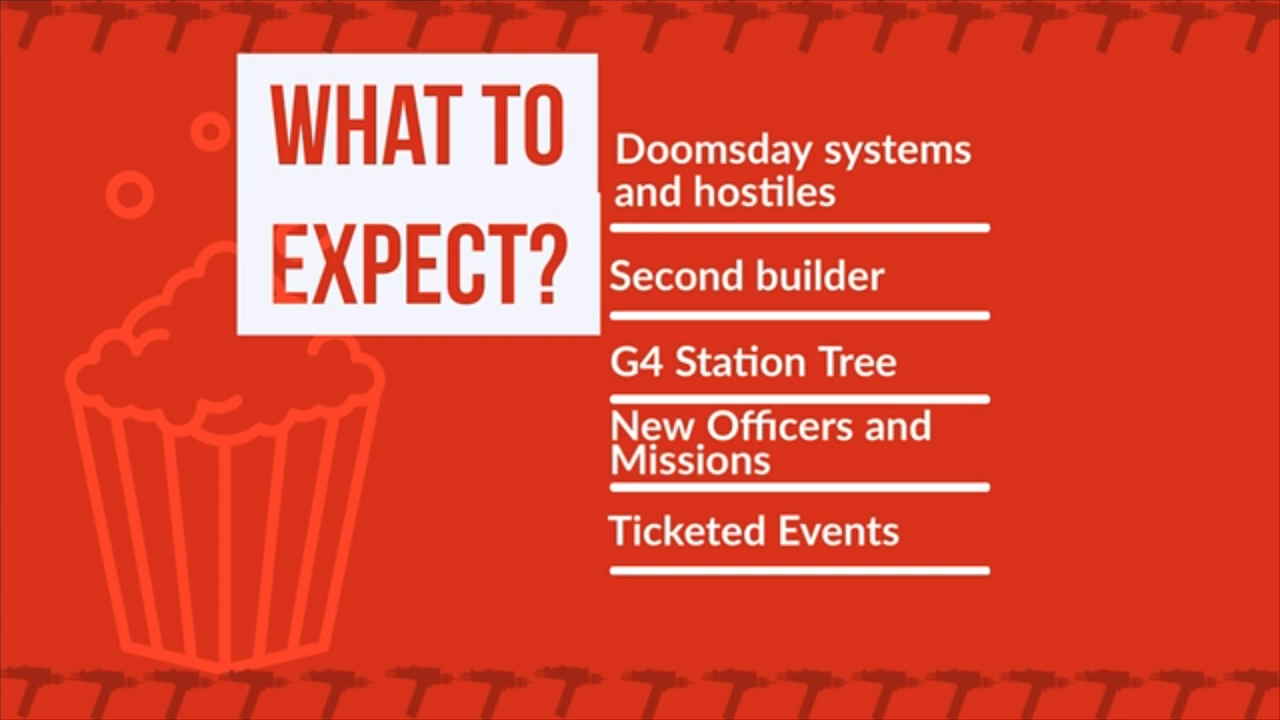 WHAT TO
EXPECT?
Doomsday systems
and hostiles
Second builder
G4 Station Tree
New Officers and
Missions
Ticketed Events